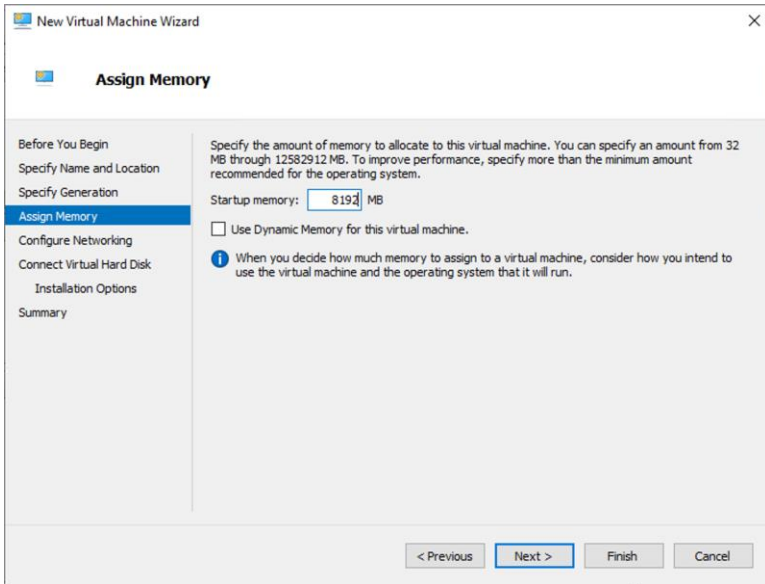 New Virtual Machine Wizard
Assign Memory
Before You Begin
Specify Name and Location
Specify Generation
Assign Memory
Configure Networking
Connect Virtual Hard Disk
Installation Options
Summary
Specify the amount of memory to allocate to this virtual machine. You can specify an amount from 32
MB through 12582912 MB. To improve performance, specify more than the minimum amount
recommended for the operating system.
Startup memory: 8192 MB
Use Dynamic Memory for this virtual machine.
When you decide how much memory to assign to a virtual machine, consider how you intend to
use the virtual machine and the operating system that it will run.
< Previous Next > Finish Cancel